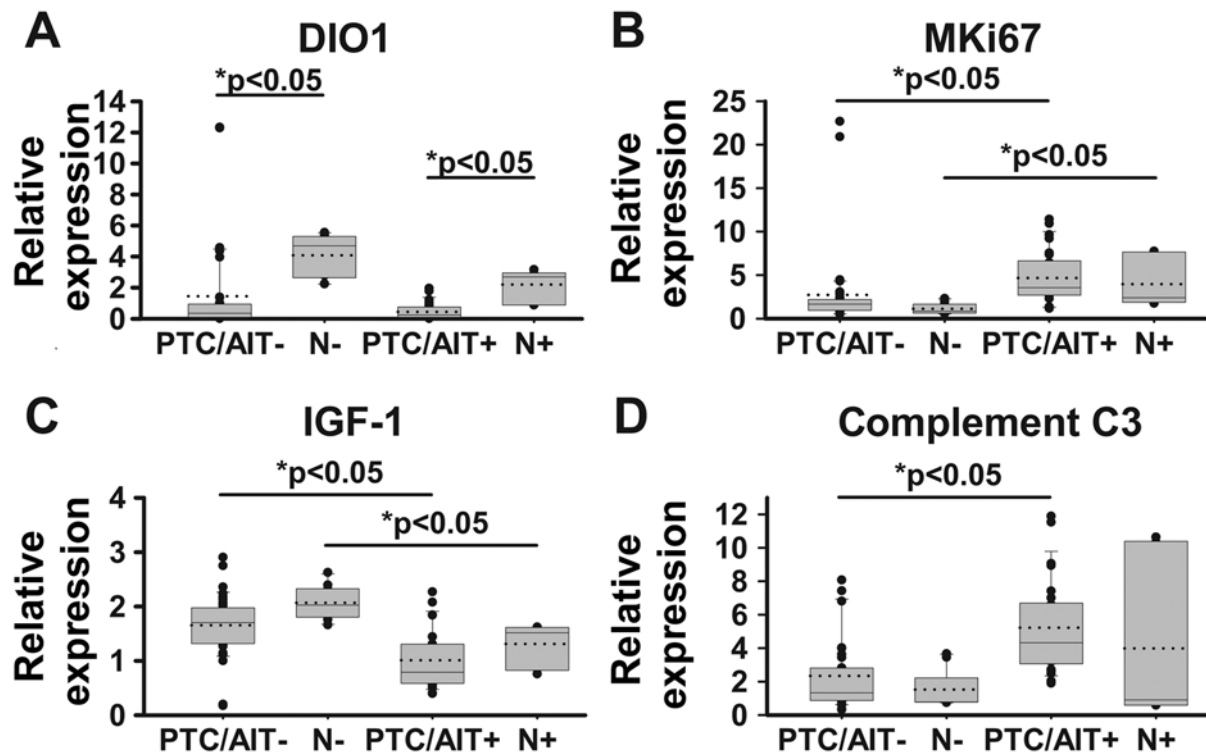 A
DIO1
Relative expression
14
12
10
8
6
4
2
0
*p<0.05
*p<0.05
PTC/AIT- N- PTC/AIT+ N+
B
MKi67
Relative expression
25
20
15
10
5
0
*p<0.05
*p<0.05
PTC/AIT- N- PTC/AIT+ N+
C
IGF-1
Relative expression
4
3
2
1
0
*p<0.05
*p<0.05
PTC/AIT- N- PTC/AIT+ N+
D
Complement C3
Relative expression
12
10
8
6
4
2
0
*p<0.05
PTC/AIT- N- PTC/AIT+ N+